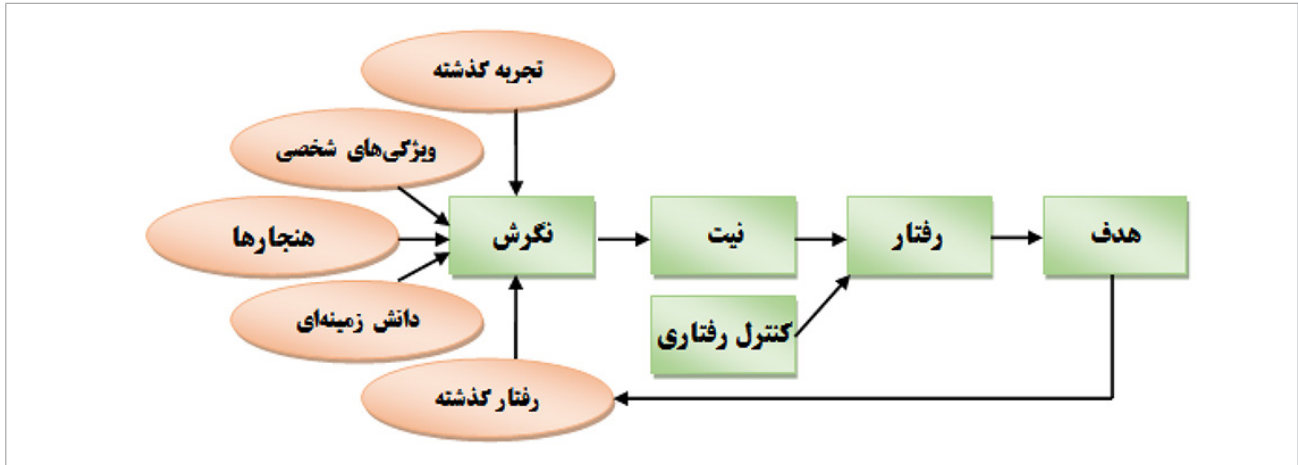 تجربه گذشته
ویژگی‌های شخصی
هنجارها
دانش زمینه‌ای
رفتار گذشته
نگرش
نیت
کنترل رفتاری
رفتار
هدف